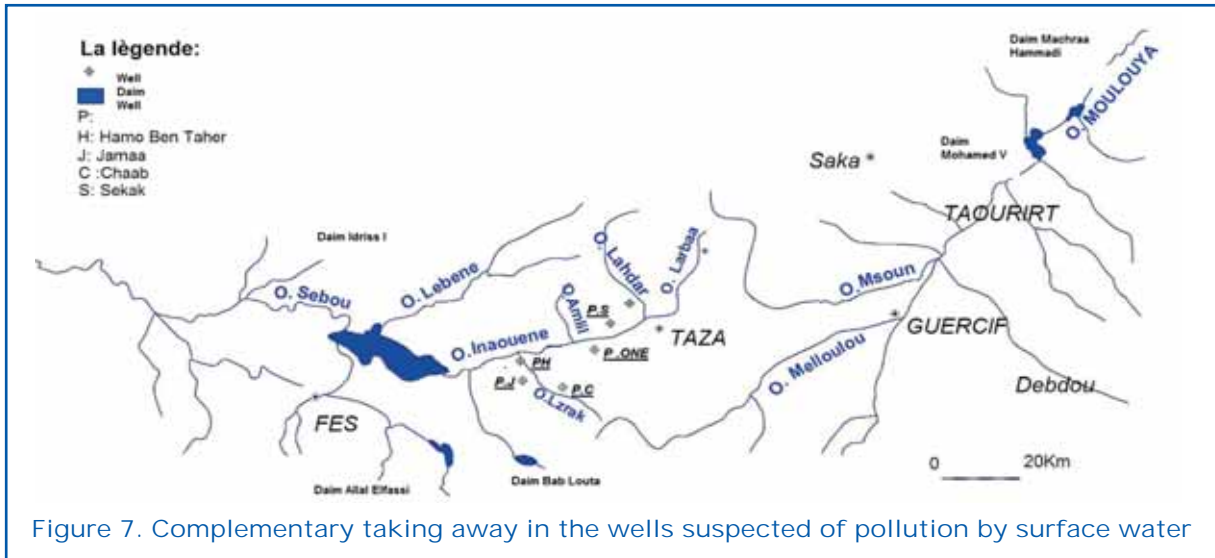 La lègende:
Well
Daim
Well
P:
H: Hamo Ben Taher
J: Jamaa
C :Chaab
S: Sekak
Daim Machraa
Hammadi
O. MOULOUYA
Daim
Mohamed V
Saka
TAOURIRT
Daim Idriss I
O. Sebou
O. Lebene
O. Lahdar
O. Larbaa
O.Amlil
P.S
O. Msoun
O. Inaouene
P..ONE
TAZA
GUERCIF
PH
P.J
P.C
O.Lzrak
O. Melloulou
Debdou
FES
Daim Allal Elfassi
Daim Bab Louta
0 20Km
Figure 7. Complementary taking away in the wells suspected of pollution by surface water